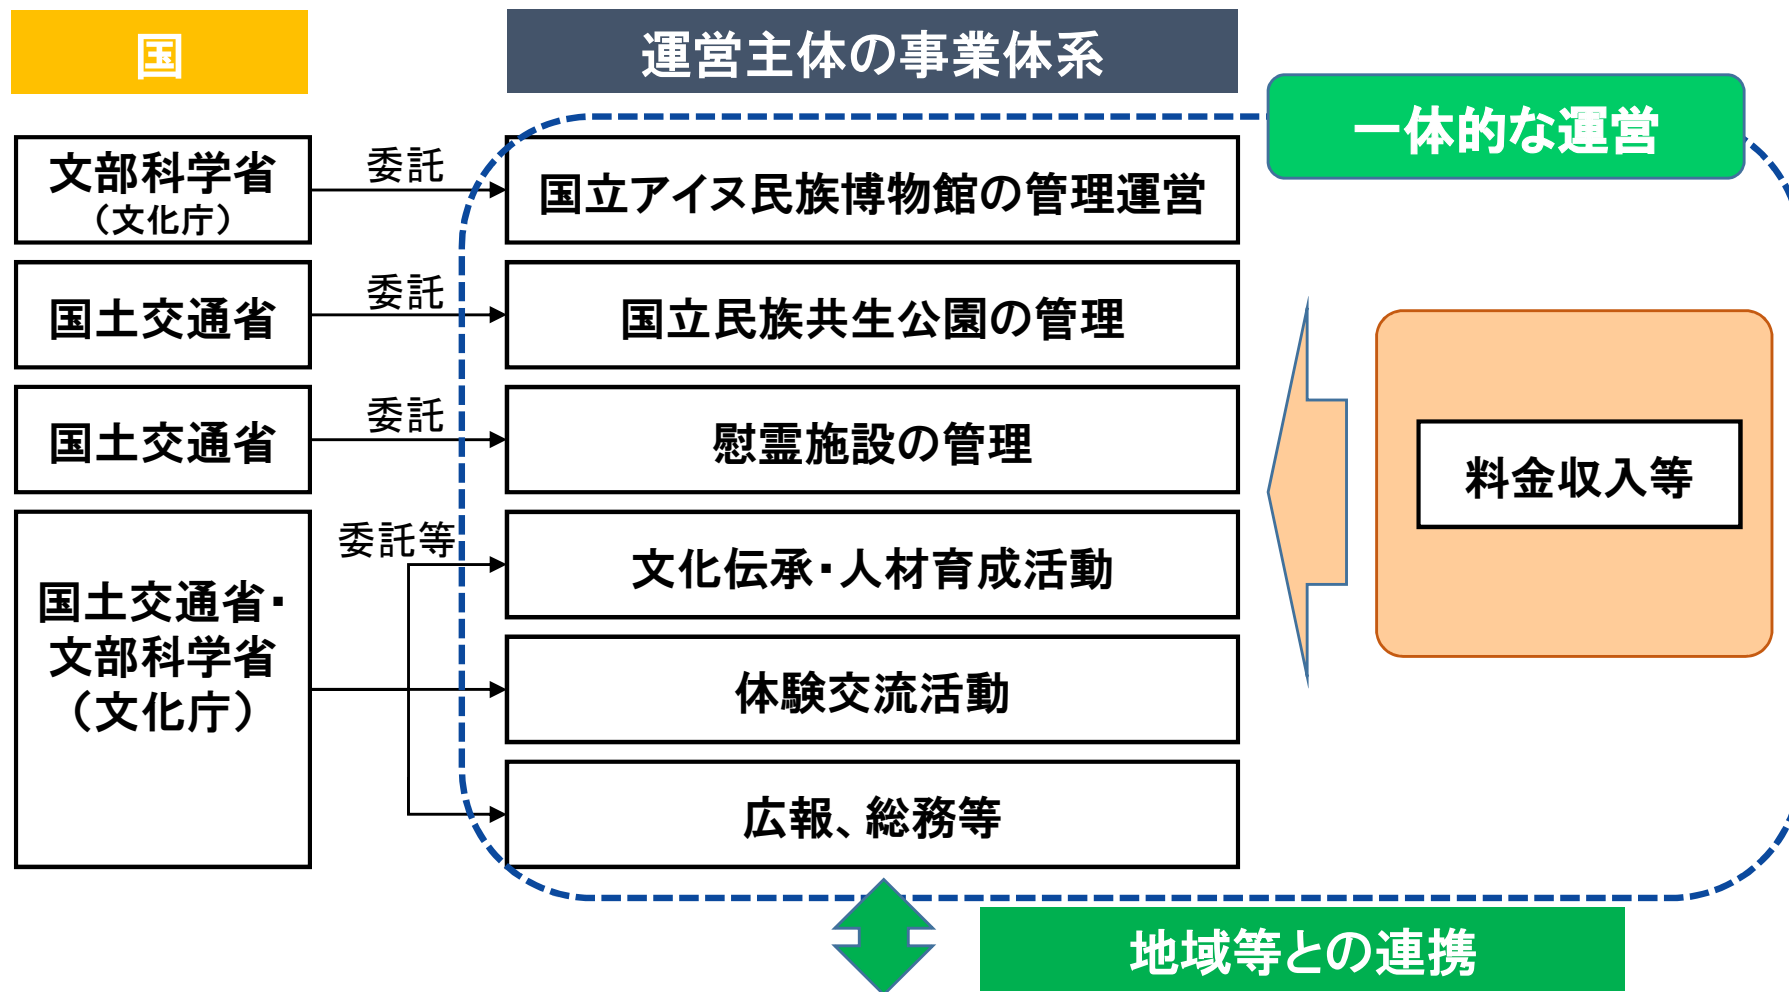 国
運営主体の事業体系
一体的な運営
文部科学省
（文化庁）
委託
国立アイヌ民族博物館の管理運営
国土交通省
委託
国立民族共生公園の管理
国土交通省
委託
慰霊施設の管理
料金収入等
国土交通省・
文部科学省
（文化庁）
委託等
文化伝承・人材育成活動
体験交流活動
広報、総務等
地域等との連携